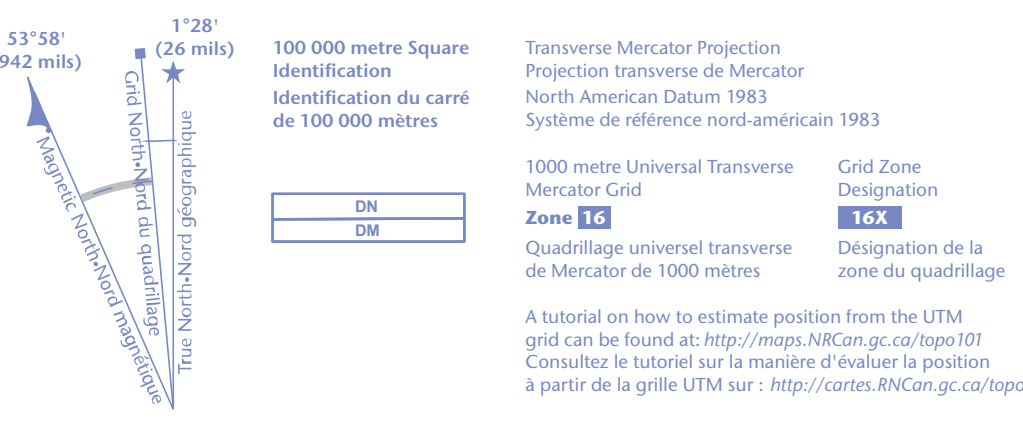 53°58'
942 mils)
1°28'
(26 mils)
Magnetic North•Nord magnétique
Grid North•Nord du quadrillage
True North•Nord géographique
100 000 metre Square
Identification
Identification du carré
de 100 000 mètres
DN
DM
Transverse Mercator Projection
Projection transverse de Mercator
North American Datum 1983
Système de référence nord-américain 1983
1000 metre Universal Transverse
Mercator Grid
Zone 16
Quadrillage universel transverse
de Mercator de 1000 mètres
Grid Zone
Designation
16X
Désignation de la
zone du quadrillage
A tutorial on how to estimate position from the UTM
grid can be found at: http://maps.NRCan.gc.ca/topo101
Consultez le tutoriel sur la manière d'évaluer la position
à partir de la grille UTM sur : http://cartes.RNCan.gc.ca/topo